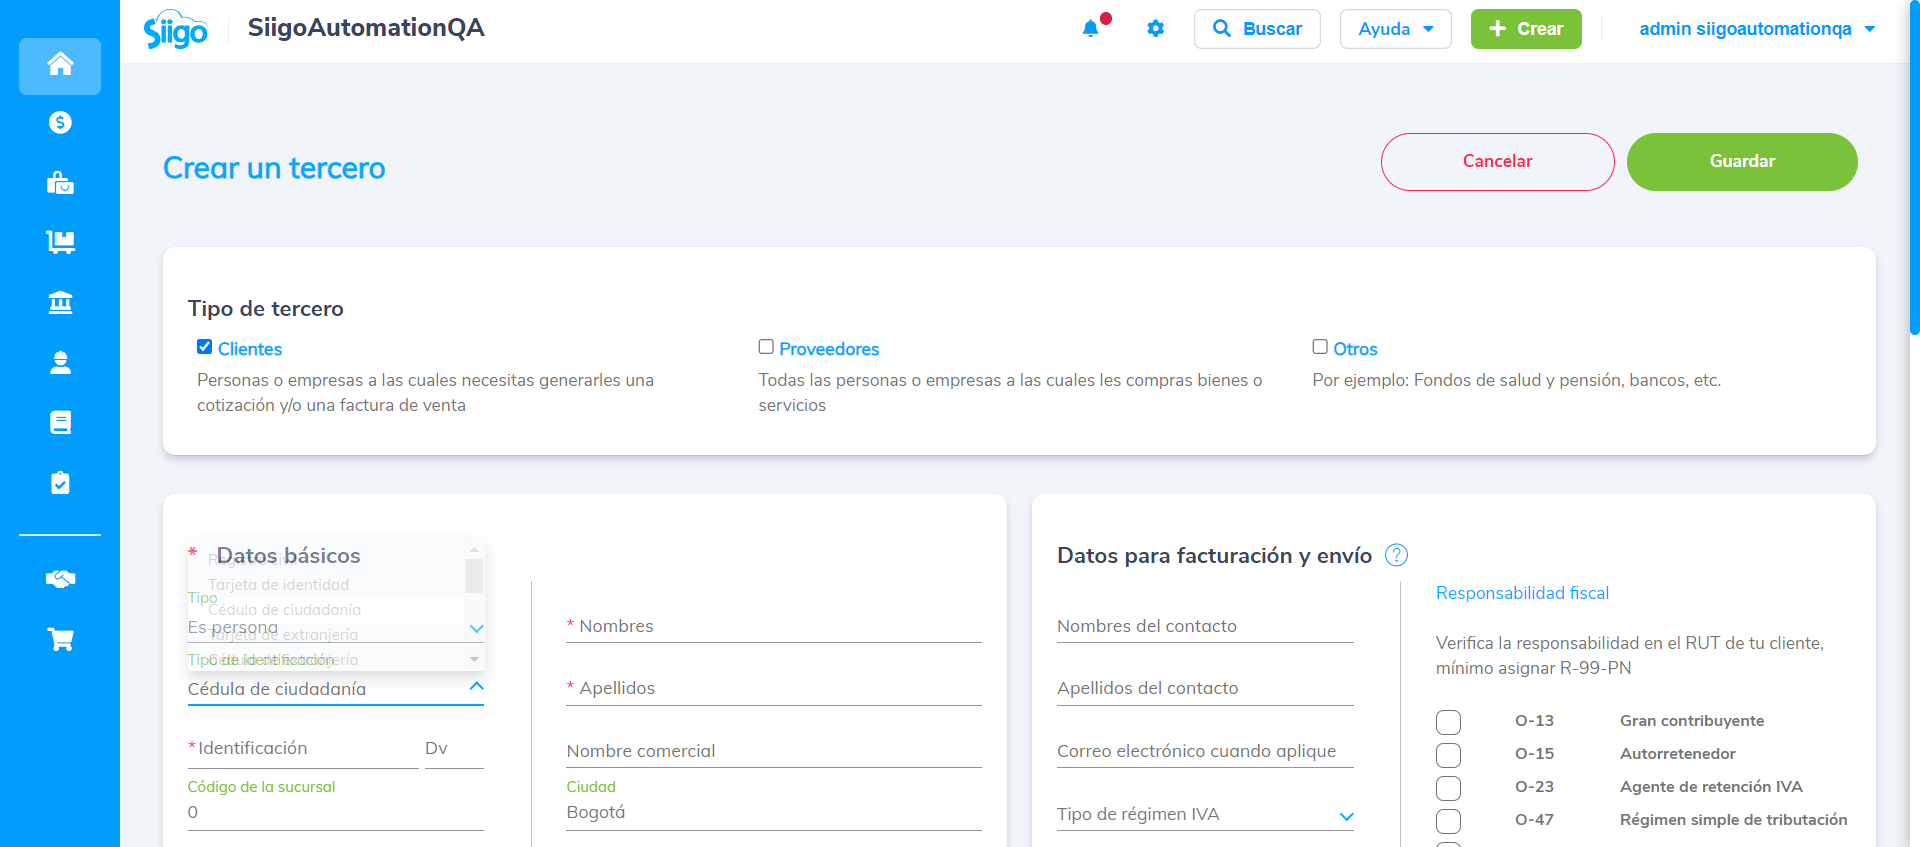 Siigo
SiigoAutomationQA
Buscar
Ayuda
Crear
admin siigoautomationqa
Crear un tercero
Cancelar
Guardar
Tipo de tercero
Clientes
Personas o empresas a las cuales necesitas generarles una
cotización y/o una factura de venta
Proveedores
Todas las personas o empresas a las cuales les compras bienes o
servicios
Otros
Por ejemplo: Fondos de salud y pensión, bancos, etc.
* Datos básicos
Tarjeta de identidad
Tipo
Cédula de ciudadanía
Es persona
Tarjeta de extranjería
Tipo de identificación
Cédula de extranjería
Cédula de ciudadanía
*Identificación
Dv
Código de la sucursal
0
* Nombres
* Apellidos
Nombre comercial
Ciudad
Bogotá
Datos para facturación y envío ?
Nombres del contacto
Apellidos del contacto
Correo electrónico cuando aplique
Tipo de régimen IVA
Responsabilidad fiscal
Verifica la responsabilidad en el RUT de tu cliente,
mínimo asignar R-99-PN
O-13 Gran contribuyente
O-15 Autorretenedor
O-23 Agente de retención IVA
O-47 Régimen simple de tributación